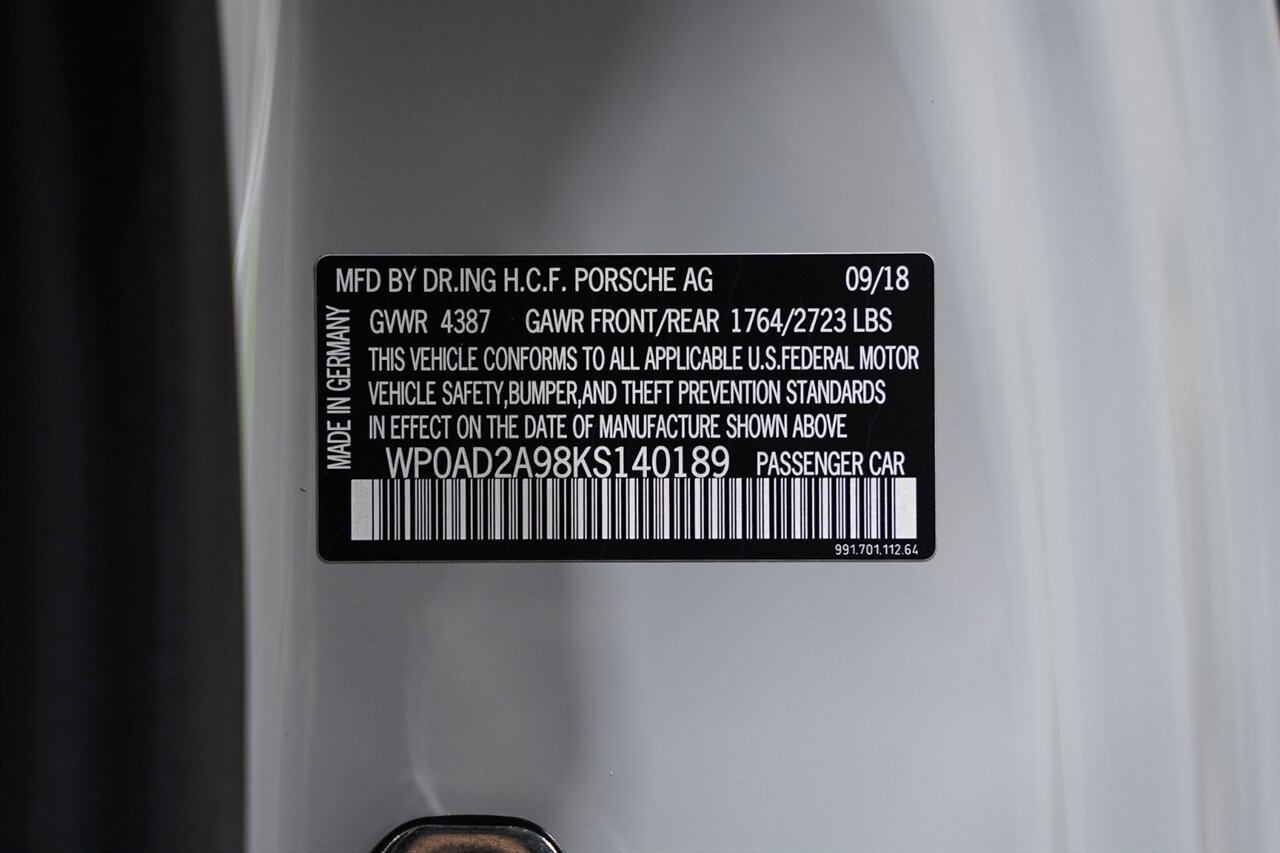 MFD BY DR.ING H.C.F. PORSCHE AG 09/18
MADE IN GERMANY
GVWR 4387 GAWR FRONT/REAR 1764/2723 LBS
THIS VEHICLE CONFORMS TO ALL APPLICABLE U.S.FEDERAL MOTOR
VEHICLE SAFETY,BUMPER,AND THEFT PREVENTION STANDARDS
IN EFFECT ON THE DATE OF MANUFACTURE SHOWN ABOVE
WP0AD2A98KS140189 PASSENGER CAR
991.701.112.64